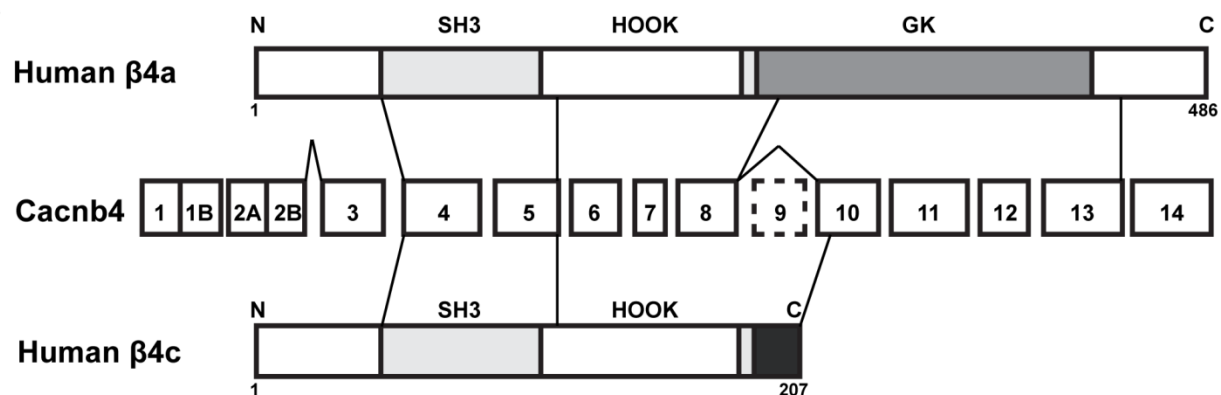 N SH3 HOOK GK C
Human β4a
1 486
Cacnb4 1 1B 2A 2B 3 4 5 6 7 8 9 10 11 12 13 14
N SH3 HOOK C
Human β4c
1 207